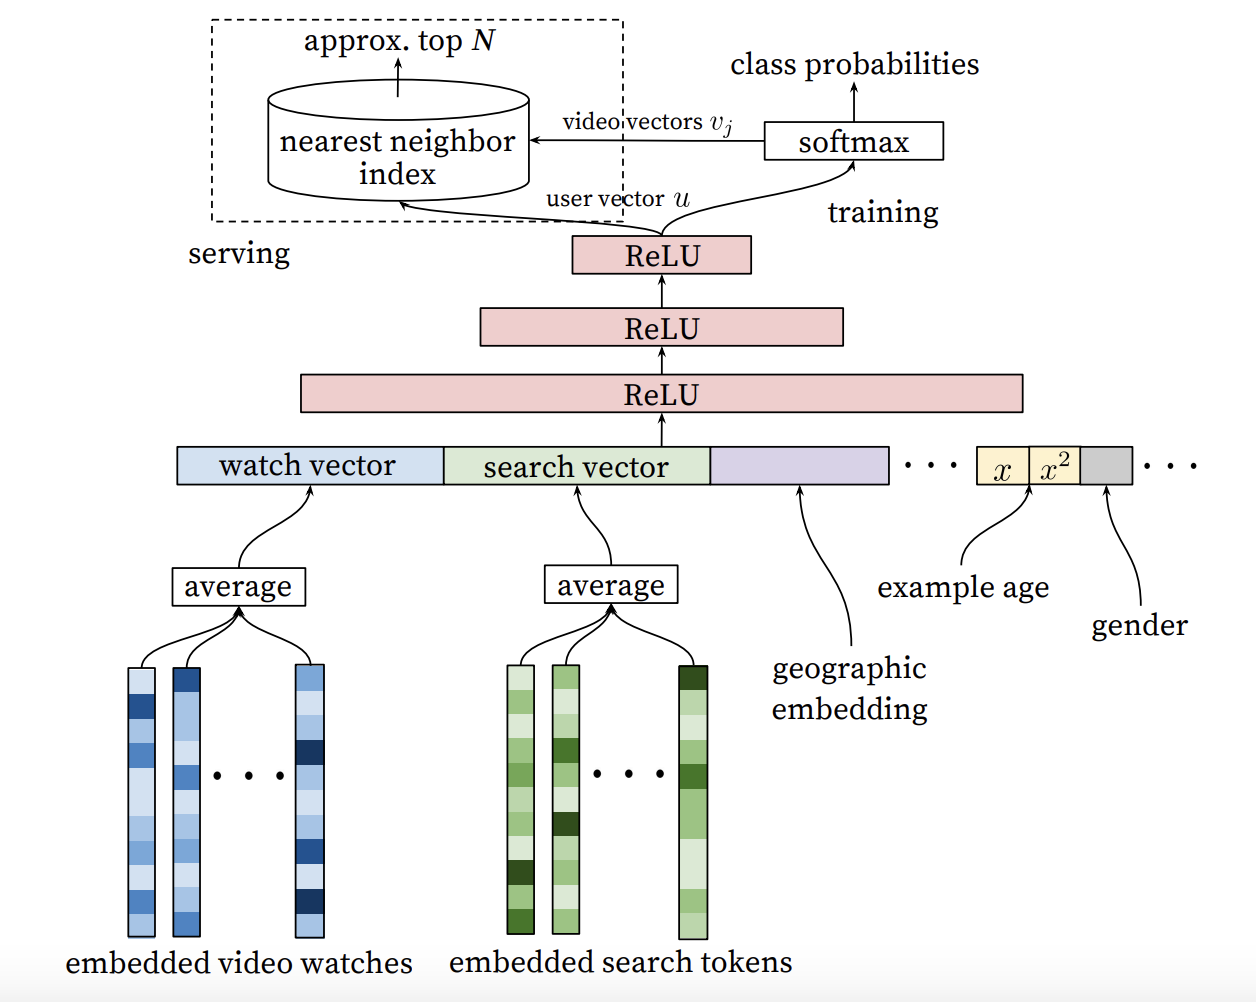 approx. top N
class probabilities
video vectors v_j
nearest neighbor
index
softmax
user vector u
training
serving
ReLU
ReLU
ReLU
watch vector
search vector
x
x²
average
average
example age
gender
geographic
embedding
embedded video watches
embedded search tokens